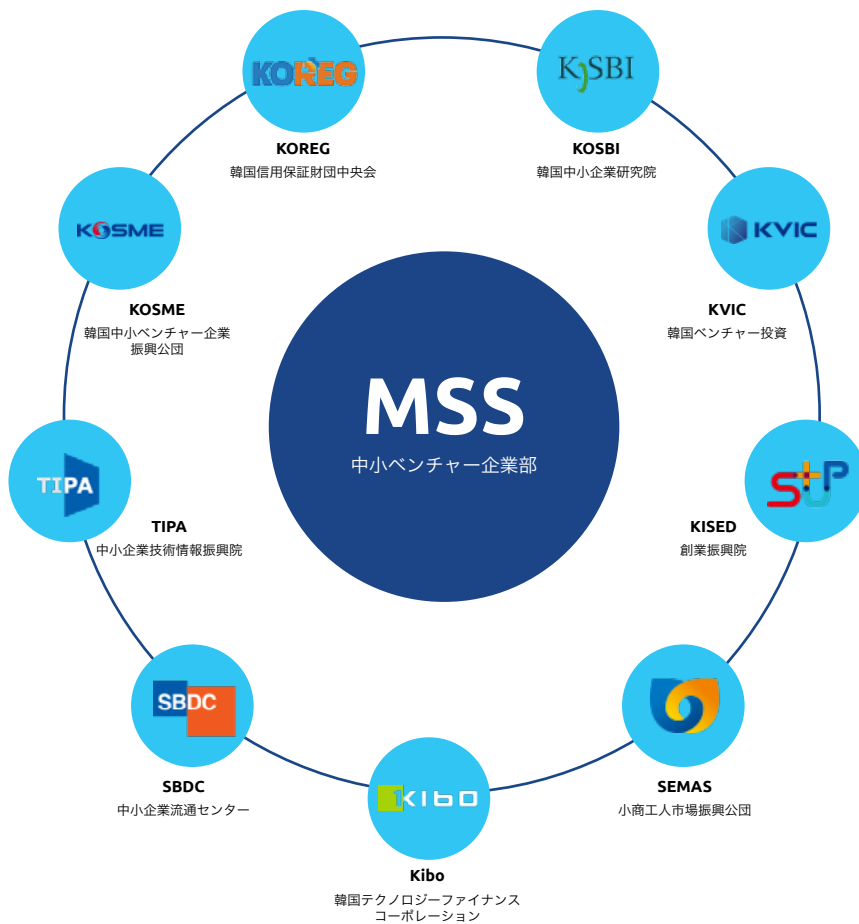 KOREG
KOREG
韓国信用保証財団中央会
KOSBI
KOSBI
韓国中小企業研究院
KOSME
KOSME
韓国中小ベンチャー企業
振興公団
KVIC
KVIC
韓国ベンチャー投資
MSS
中小ベンチャー企業部
TIPA
TIPA
中小企業技術情報振興院
StUP
KISED
創業振興院
SBDC
SBDC
中小企業流通センター
SEMAS
小商工人市場振興公団
KIBO
Kibo
韓国テクノロジーファイナンス
コーポレーション